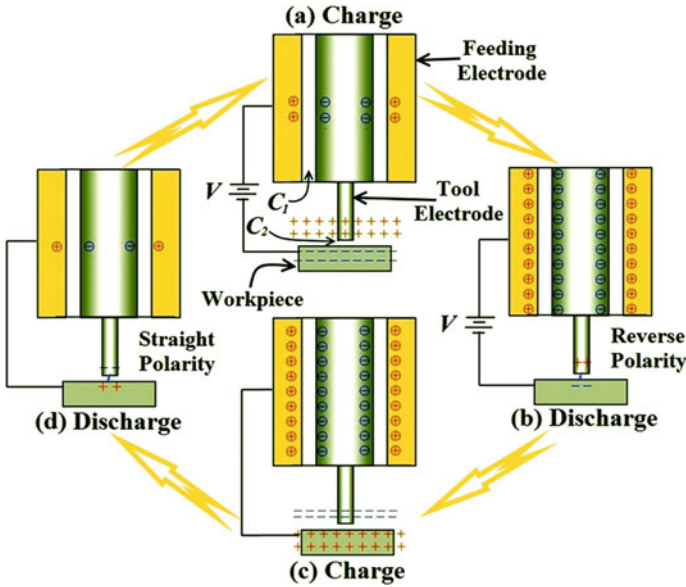 (a) Charge
Feeding
Electrode
V
C₁
C₂
Tool
Electrode
Workpiece
V
Straight
Polarity
Reverse
Polarity
(d) Discharge
(b) Discharge
(c) Charge